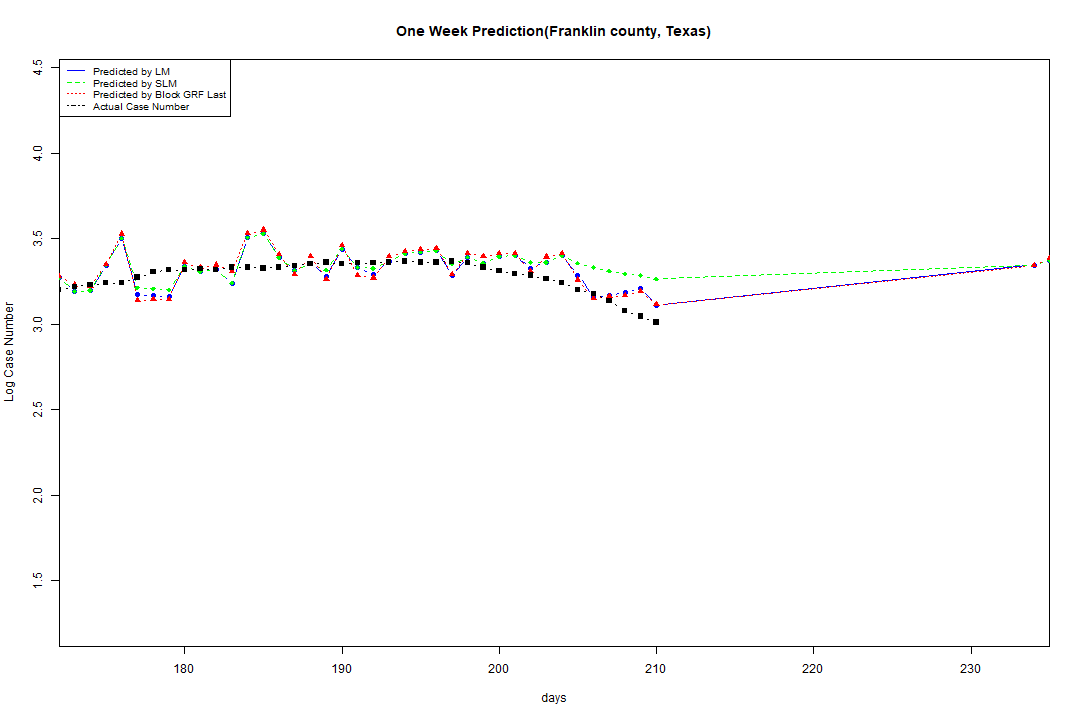 One Week Prediction(Franklin county, Texas)
Predicted by LM
Predicted by SLM
Predicted by Block GRF Last
Actual Case Number
4.5
4.0
3.5
3.0
2.5
2.0
1.5
Log Case Number
180 190 200 210 220 230
days